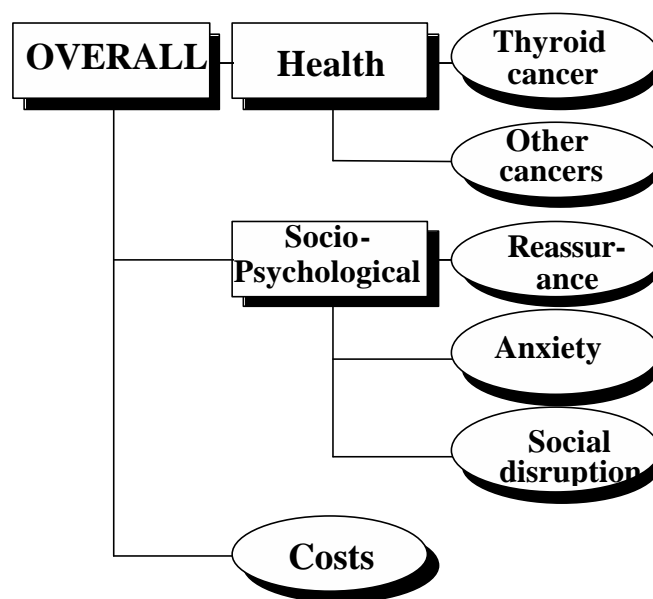 OVERALL
Health
Thyroid
cancer
Other
cancers
Socio-
Psychological
Reassur-
ance
Anxiety
Social
disruption
Costs